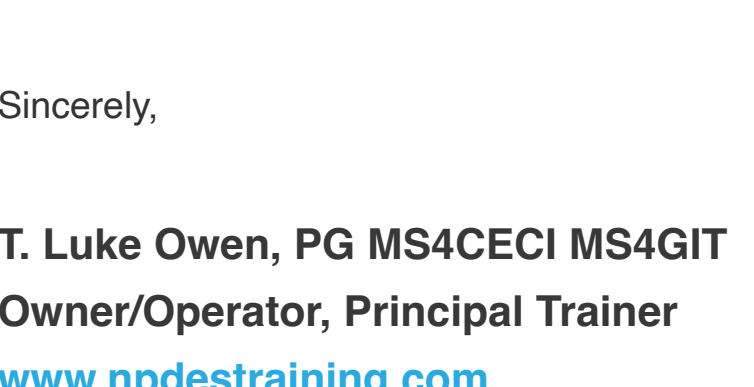 Sincerely,
T. Luke Owen, PG MS4CECI MS4GIT
Owner/Operator, Principal Trainer
www.npdestraining.com